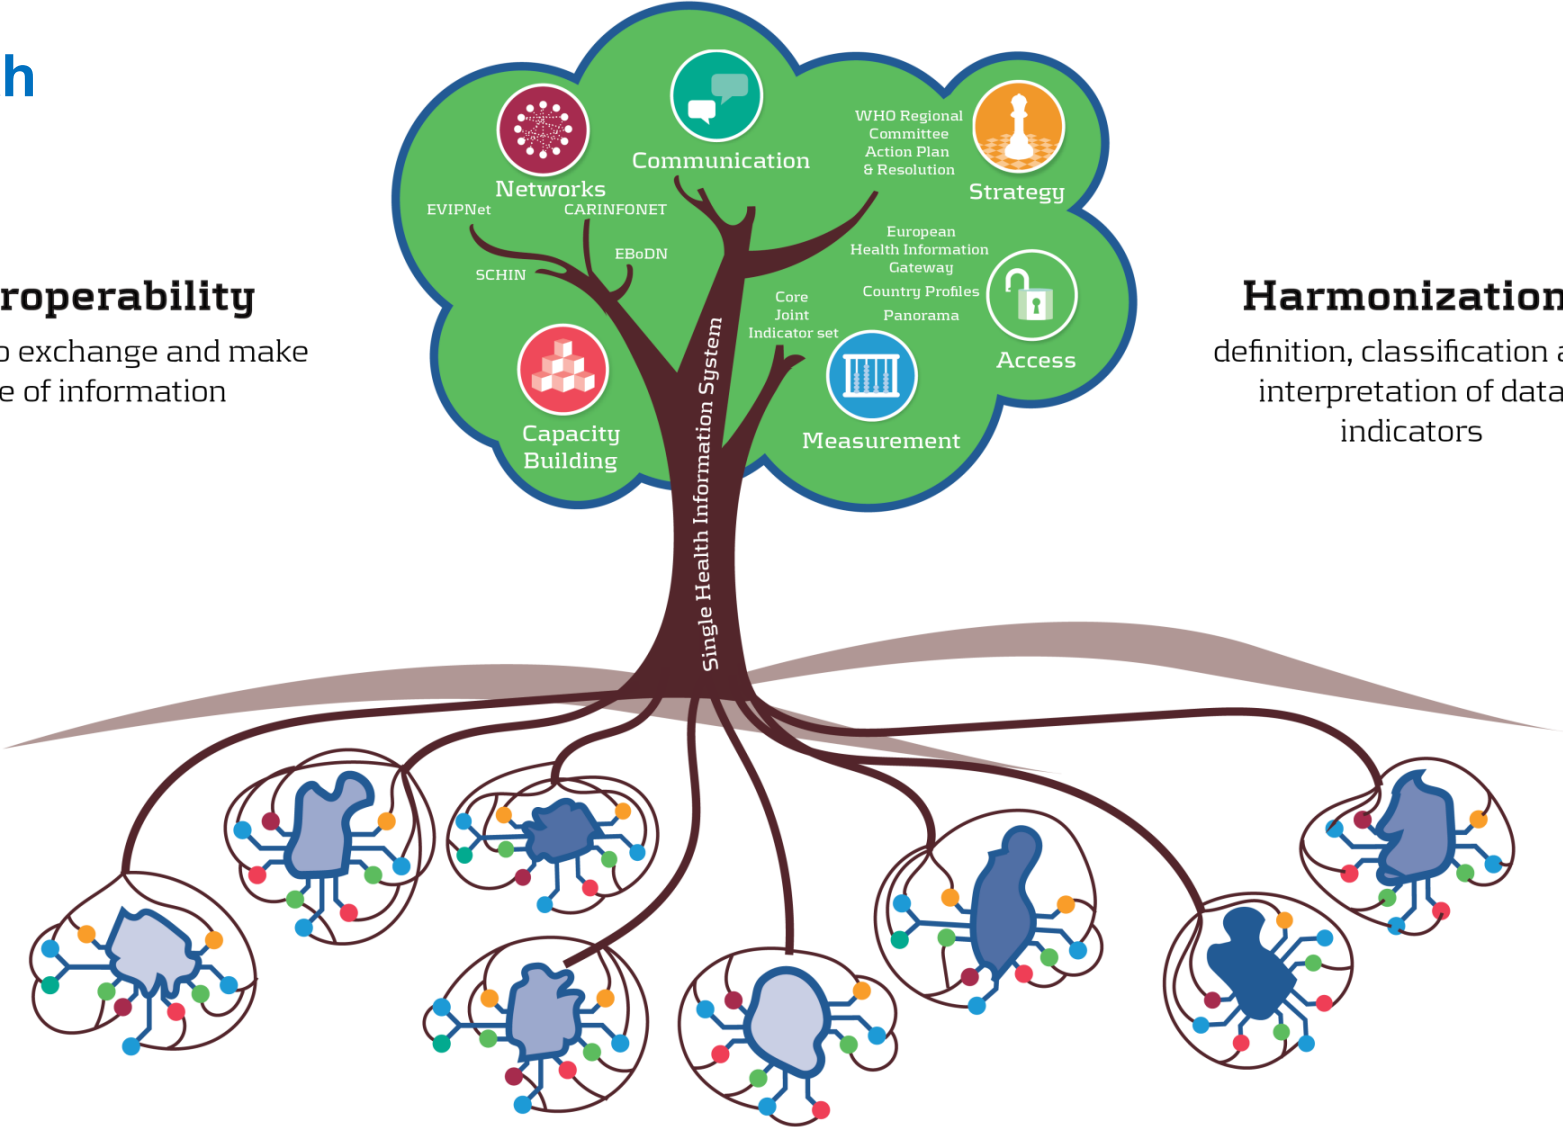 th
Communication
WHO Regional
Committee
Action Plan
& Resolution
Strategy
Networks
EVIPNet
CARINFONET
SCHIN
EBoDN
European
Health Information
Gateway
Country Profiles
Panorama
Access
Core
Joint
Indicator set
Measurement
Capacity
Building
Single Health Information System
roperability
o exchange and make
e of information
Harmonization
definition, classification a
interpretation of data
indicators